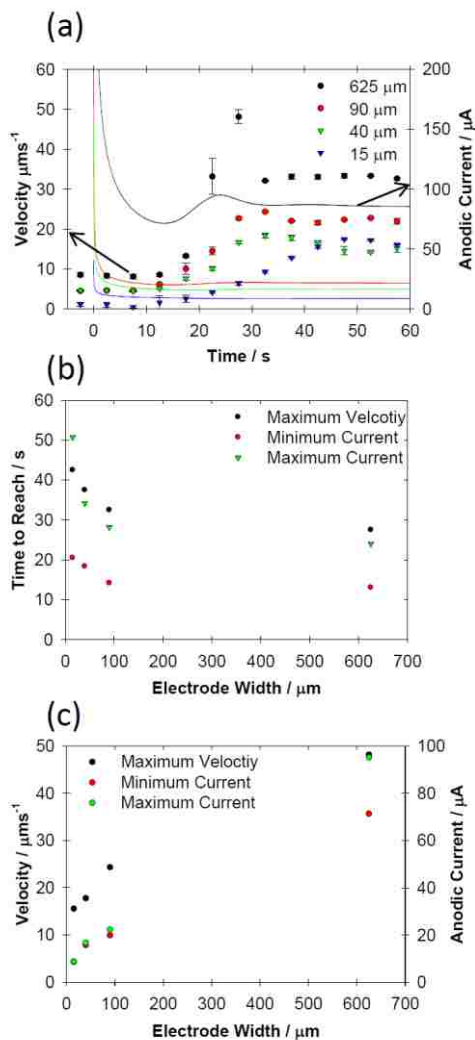 (a)
60
50
40
30
20
10
0
Velocity µms-1
200
150
100
50
0
Anodic Current / µA
625 µm
90 µm
40 µm
15 µm
0 10 20 30 40 50 60
Time / s
(b)
60
50
40
30
20
10
0
Time to Reach / s
Maximum Velcotiy
Minimum Current
Maximum Current
0 100 200 300 400 500 600 700
Electrode Width / µm
(c)
50
40
30
20
10
0
Velocity / µms-1
100
80
60
40
20
0
Anodic Current / µA
Maximum Veloctiy
Minimum Current
Maximum Current
0 100 200 300 400 500 600 700
Electrode Width / µm